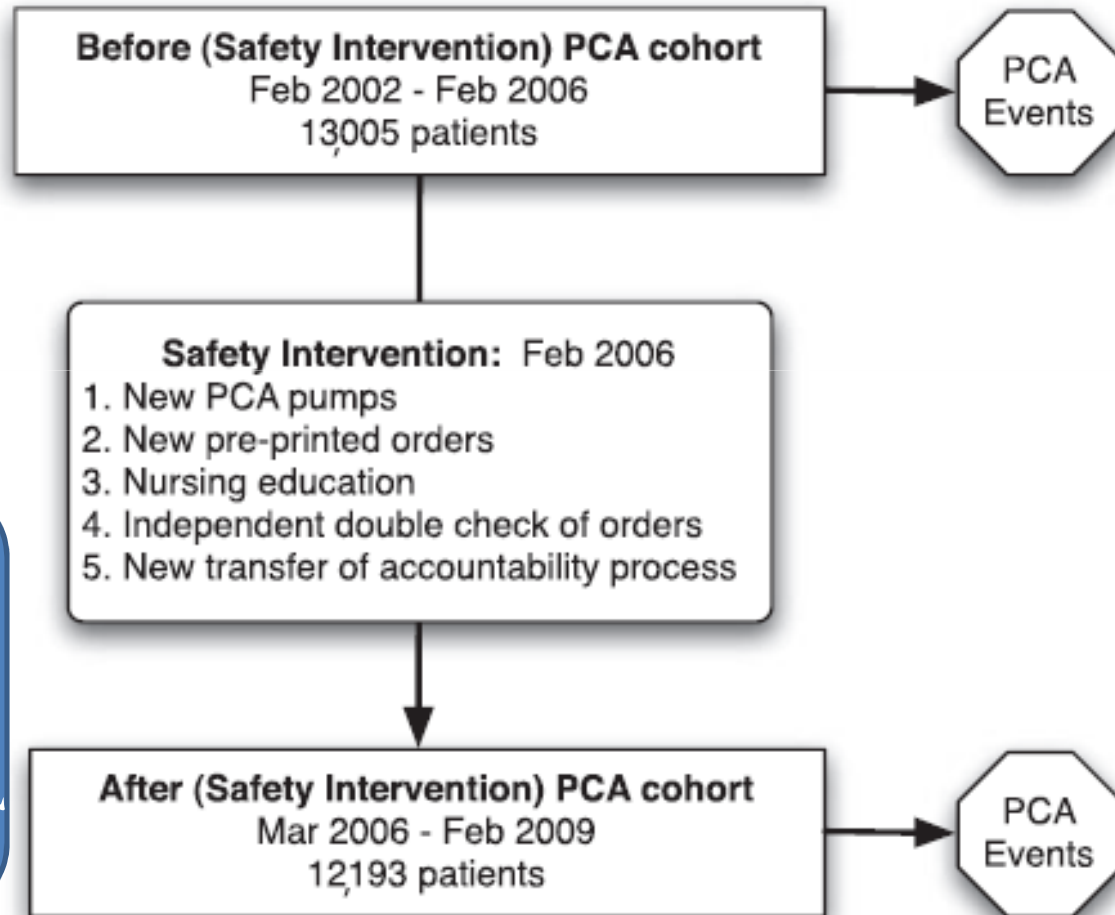 Before (Safety Intervention) PCA cohort
Feb 2002 - Feb 2006
13,005 patients
PCA
Events
Safety Intervention: Feb 2006
1. New PCA pumps
2. New pre-printed orders
3. Nursing education
4. Independent double check of orders
5. New transfer of accountability process
After (Safety Intervention) PCA cohort
Mar 2006 - Feb 2009
12,193 patients
PCA
Events